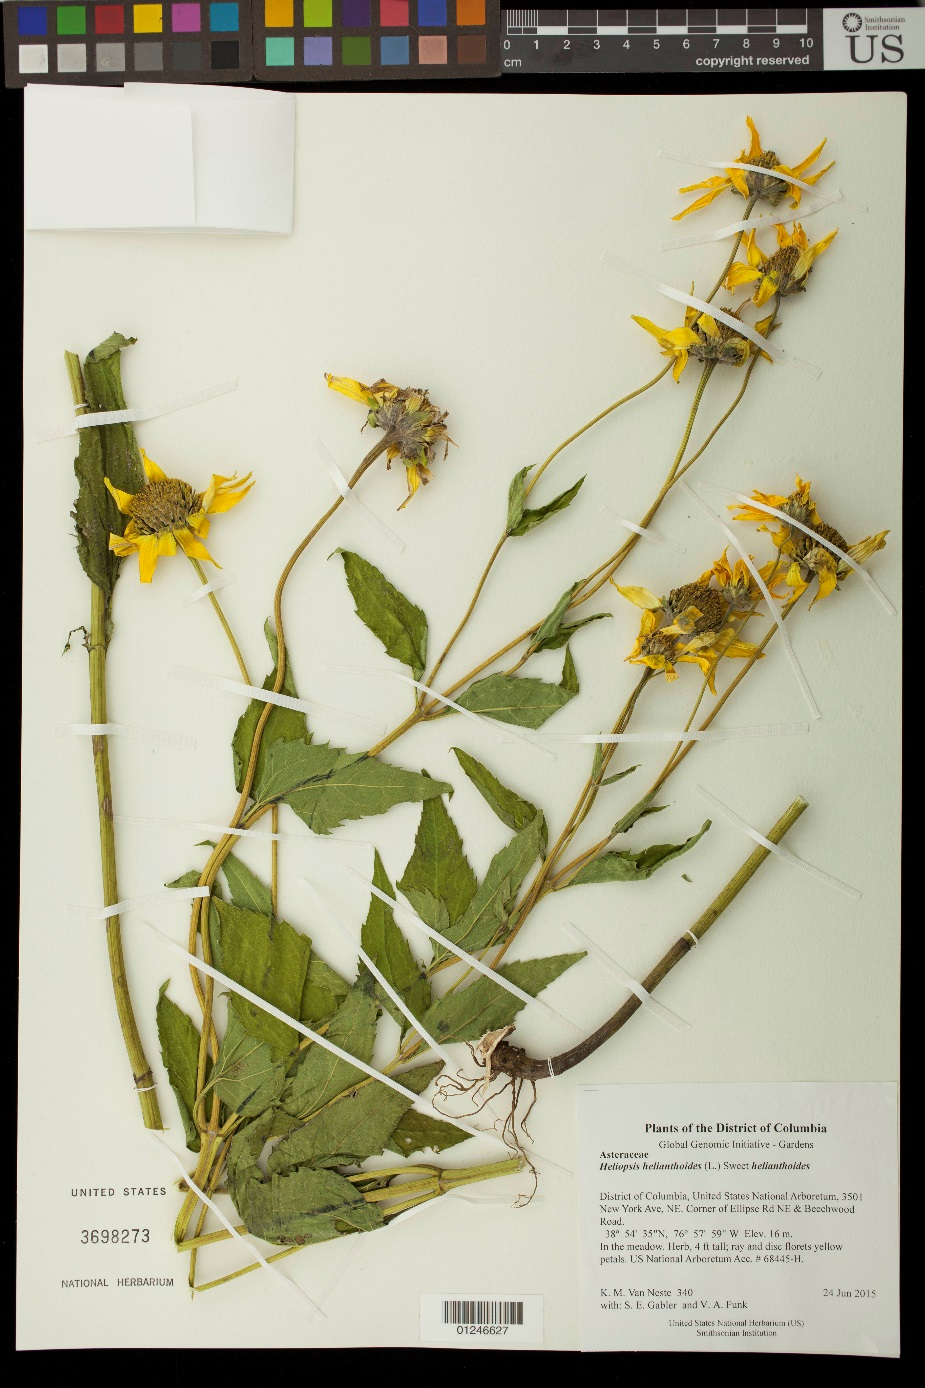 0 1 2 3 4 5 6 7 8 9 10
cm
copyright reserved
Smithsonian
Institution
US
Plants of the District of Columbia
Global Genomic Initiative - Gardens
Asteraceae
Heliopsis helianthoides (L.) Sweet helianthoides
District of Columbia, United States National Arboretum, 3501
New York Ave, NE. Corner of Ellipse Rd NE & Beechwood
Road.
38° 54' 35"N, 76° 57' 59" W Elev. 16 m.
In the meadow. Herb, 4 ft tall; ray and disc florets yellow
petals. US National Arboretum Acc. # 68445-H.
K. M. Van Neste 340
24 Jun 2015
with: S. E. Gabler and V. A. Funk
United States National Herbarium (US)
Smithsonian Institution
UNITED STATES
3698273
NATIONAL HERBARIUM
01246627